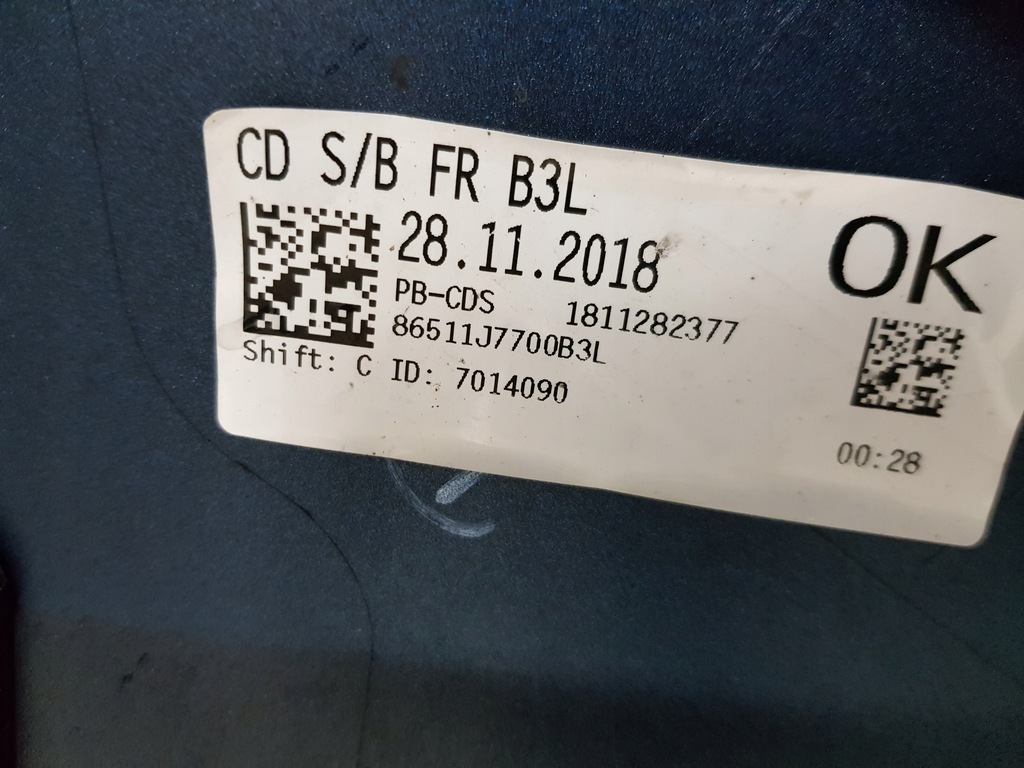 CD S/B FR B3L
28.11.2018
OK
PB-CDS 1811282377
86511J7700B3L
Shift: C ID: 7014090
00:28